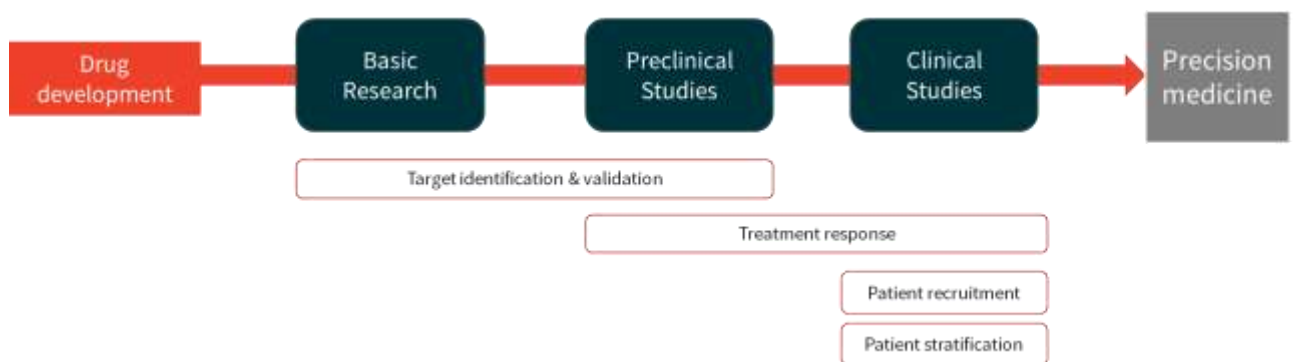 Drug
development
Basic
Research
Preclinical
Studies
Clinical
Studies
Precision
medicine
Target identification & validation
Treatment response
Patient recruitment
Patient stratification